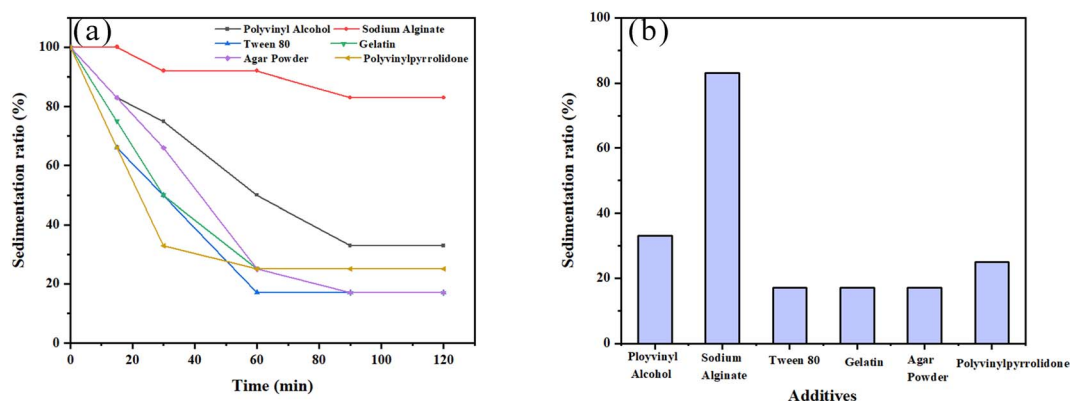 (a)
Polyvinyl Alcohol Sodium Alginate
Tween 80 Gelatin
Agar Powder Polyvinylpyrrolidone
Sedimentation ratio (%)
100
80
60
40
20
0
0 20 40 60 80 100 120
Time (min)
(b)
Sedimentation ratio (%)
100
80
60
40
20
0
Ployvinyl
Alcohol
Sodium
Alginate
Tween 80
Gelatin
Agar
Powder
Polyvinylpyrrolidone
Additives